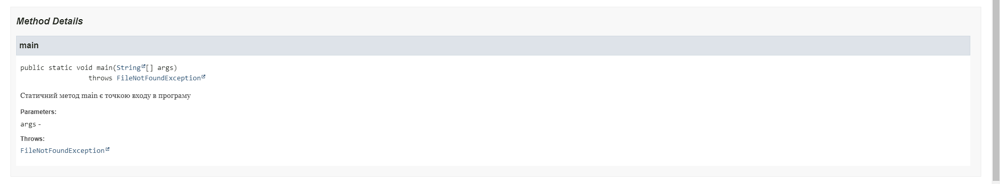 Method Details
main
public static void main(String[] args)
throws FileNotFoundException
Статичний метод main є точкою входу в програму
Parameters:
args -
Throws:
FileNotFoundException